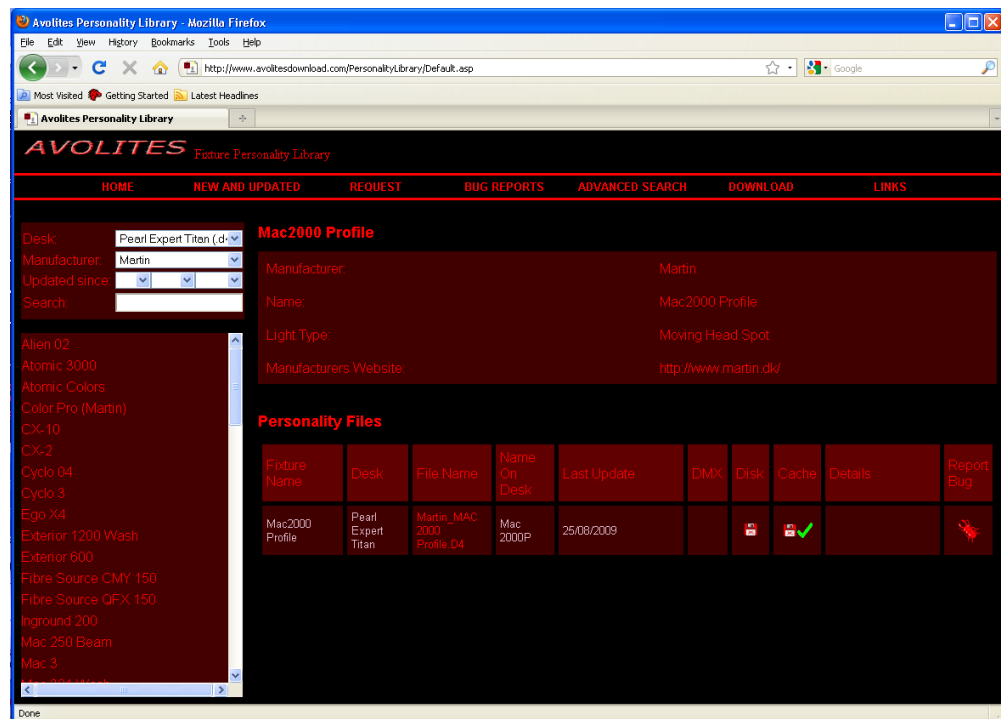 Avolites Personality Library - Mozilla Firefox
File Edit View History Bookmarks Tools Help
http://www.avolitesdownload.com/PersonalityLibrary/Default.asp
Google
Most Visited Getting Started Latest Headlines
Avolites Personality Library
AVOLITES Fixture Personality Library
HOME NEW AND UPDATED REQUEST BUG REPORTS ADVANCED SEARCH DOWNLOAD LINKS
Desk: Pearl Expert Titan (.d4
Manufacturer: Martin
Updated since:
Search:
Alien 02
Atomic 3000
Atomic Colors
Color Pro (Martin)
CX-10
CX-2
Cyclo 04
Cyclo 3
Ego X4
Exterior 1200 Wash
Exterior 600
Fibre Source CMY 150
Fibre Source QFX 150
Inground 200
Mac 250 Beam
Mac 3
Mac2000 Profile
Manufacturer: Martin
Name: Mac2000 Profile
Light Type: Moving Head Spot
Manufacturers Website: http://www.martin.dk/
Personality Files
Fixture Name Desk File Name Name On Desk Last Update DMX Disk Cache Details Report Bug
Mac2000 Profile Pearl Expert Titan Martin_MAC 2000 Profile.D4 Mac 2000P 25/08/2009
Done